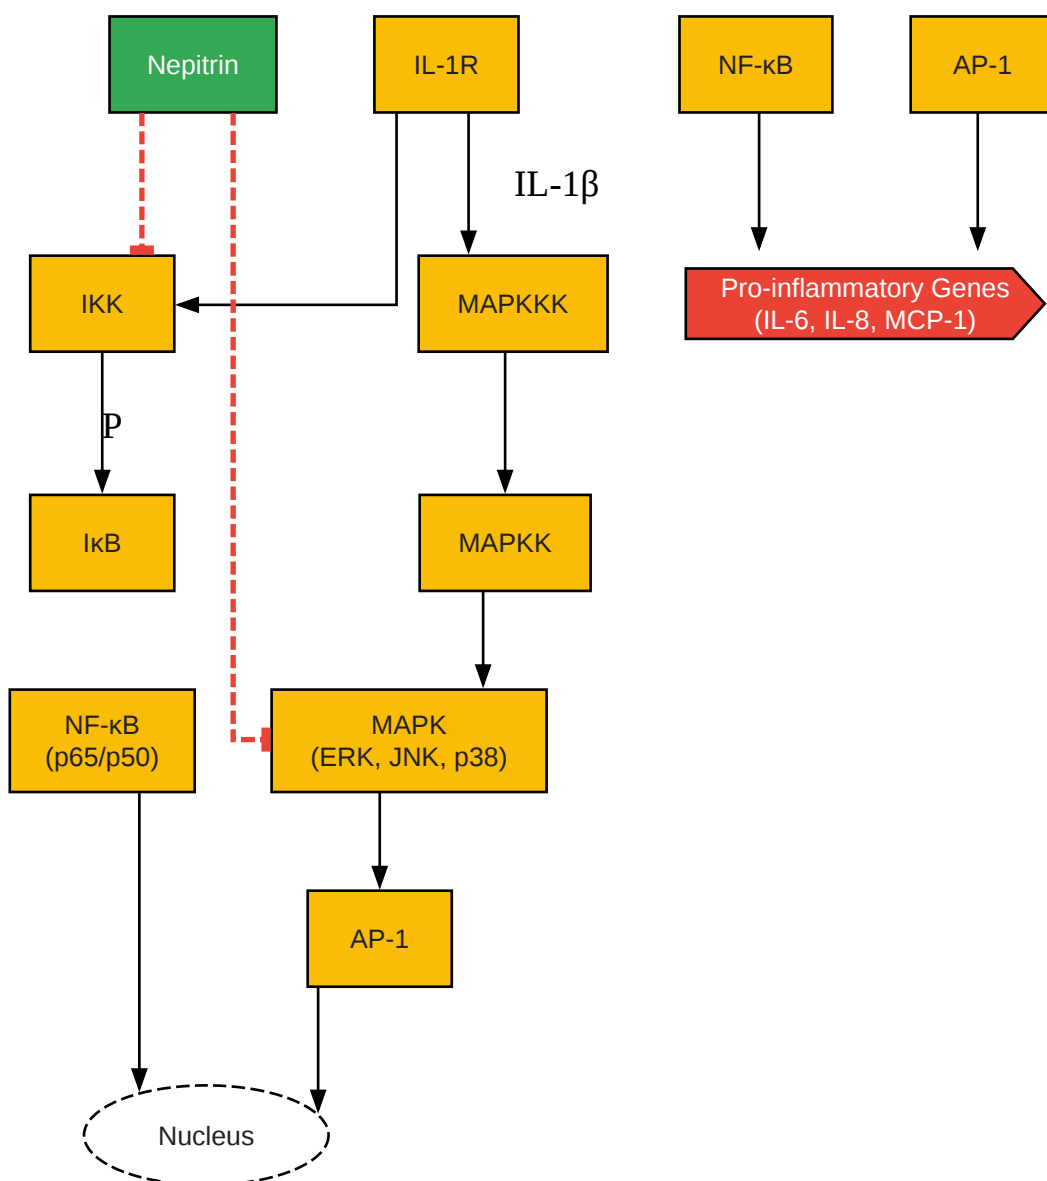 Nepitrin
IL-1R
NF-κB
AP-1
IL-1β
IKK
MAPKKK
Pro-inflammatory Genes
(IL-6, IL-8, MCP-1)
P
IκB
MAPKK
NF-κB
(p65/p50)
MAPK
(ERK, JNK, p38)
AP-1
Nucleus